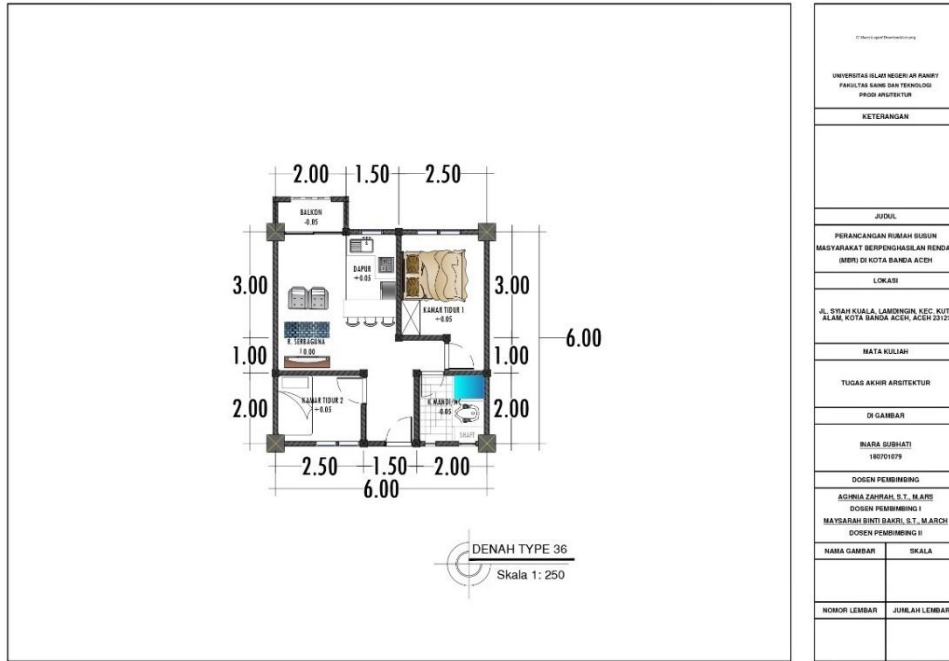 2.00 1.50 2.50
BALKON
-0.05
DAPUR
+0.05
3.00
KAMAR TIDUR 1
+0.05
3.00
6.00
R. SERBAGUNA
1.00
1.00
2.00
KAMAR TIDUR 2
+0.05
K.MANDI/WC
-0.05
SHAFT
2.00
2.50 1.50 2.00
6.00
DENAH TYPE 36
Skala 1: 250
UNIVERSITAS ISLAM NEGERI AR RANIRY
FAKULTAS SAINS DAN TEKNOLOGI
PRODI ARSITEKTUR
KETERANGAN
JUDUL
PERANCANGAN RUMAH SUSUN
MASYARAKAT BERPENGHASILAN RENDA
(MBR) DI KOTA BANDA ACEH
LOKASI
JL. SYIAH KUALA, LAMDINGIN, KEC. KUT
ALAM, KOTA BANDA ACEH, ACEH 2312
MATA KULIAH
TUGAS AKHIR ARSITEKTUR
DI GAMBAR
INARA SUBHATI
180701079
DOSEN PEMBIMBING
AGHNIA ZAHRAH, S.T., M.ARS
DOSEN PEMBIMBING I
MAYSARAH BINTI BAKRI, S.T., M.ARCH
DOSEN PEMBIMBING II
NAMA GAMBAR SKALA
NOMOR LEMBAR JUMLAH LEMBAR